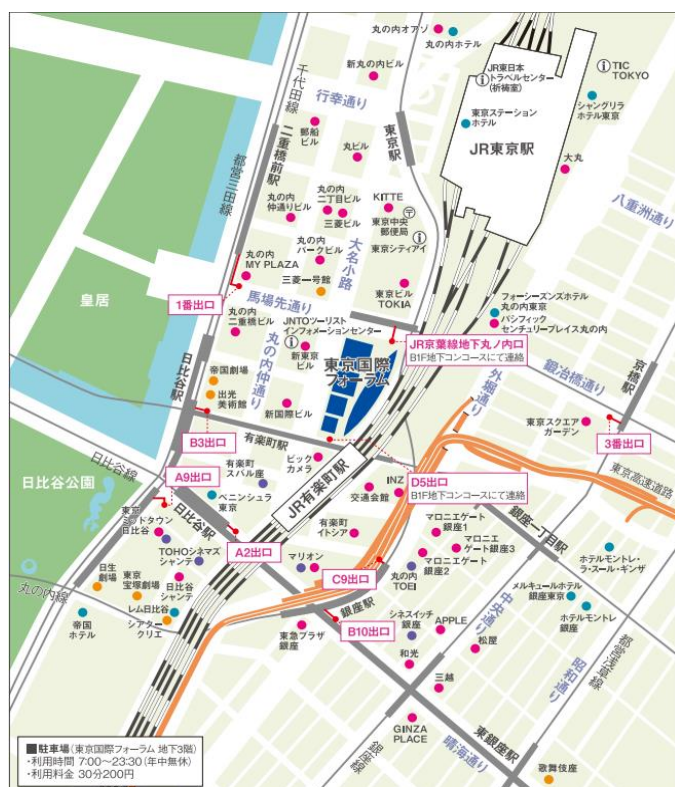 丸の内オアゾ
丸の内ホテル
新丸の内ビル
JR東日本
トラベルセンター
(祈祷室)
TIC
TOKYO
千代田線
行幸通り
東京ステーション
ホテル
シャングリラ
ホテル東京
郵船
ビル
東京駅
JR東京駅
二重橋前駅
丸ビル
大丸
都営三田線
丸の内
仲通りビル
丸の内
二丁目ビル
三菱ビル
KITTE
東京中央
郵便局
東京シティアイ
八重洲通り
丸の内
パークビル
大名小路
丸の内
MY PLAZA
三菱一号館
東京ビル
TOKIA
皇居
1番出口
馬場先通り
フォーシーズンズホテル
丸の内東京
パシフィック
センチュリープレイス丸の内
丸の内
二重橋ビル
JNTOツーリスト
インフォメーションセンター
JR京葉線地下丸ノ内口
B1F地下コンコースにて連絡
京橋駅
日比谷駅
丸の内仲通り
新東京
ビル
東京国際
フォーラム
外堀通り
鍛冶橋通り
帝国劇場
出光
美術館
新国際ビル
東京スクエア
ガーデン
3番出口
B3出口
有楽町駅
日比谷線
A9出口
有楽町
スバル座
ビック
カメラ
JR有楽町駅
D5出口
B1F地下コンコースにて連絡
東京高速道路
日比谷公園
ペニンシュラ
東京
交通会館
INZ
東京
ミッドタウン
日比谷
日比谷駅
有楽町
イトシア
マロニエゲート
銀座1
マロニエ
ゲート銀座3
銀座一丁目駅
TOHOシネマズ
シャンテ
A2出口
マリオン
マロニエゲート
銀座2
ホテルモントレ・
ラ・スール・ギンザ
日生
劇場
東京
宝塚劇場
日比谷
シャンテ
C9出口
丸の内
TOEI
丸の内線
メルキュールホテル
銀座東京
帝国
ホテル
レム日比谷
シアター
クリエ
銀座駅
シネスイッチ
銀座
APPLE
中央通り
ホテルモントレ
銀座
東急プラザ
銀座
B10出口
松屋
和光
昭和通り
都営浅草線
三越
GINZA
PLACE
東銀座駅
銀座線
晴海通り
歌舞伎座
■駐車場(東京国際フォーラム 地下3階)
・利用時間 7:00〜23:30(年中無休)
・利用料金 30分200円